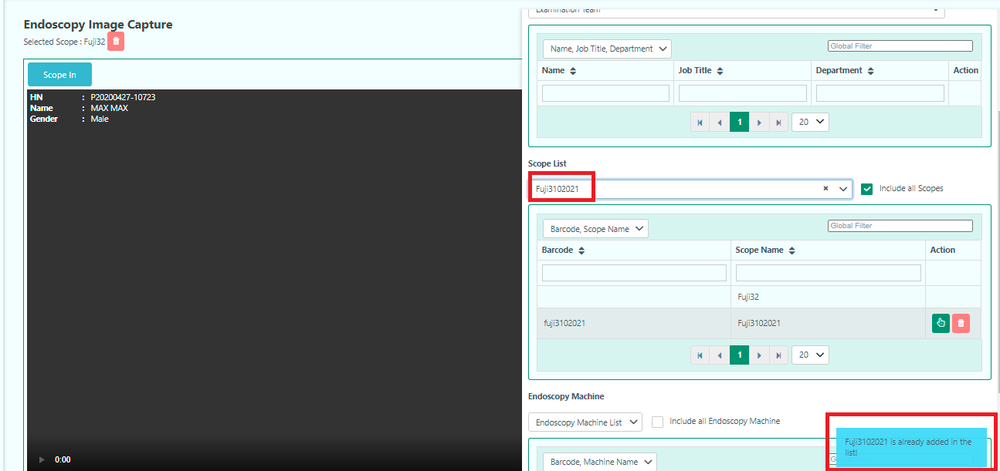 Endoscopy Image Capture
Selected Scope : Fuji32
Scope In
HN : P20200427-10723
Name : MAX MAX
Gender : Male
0:00
Examination Team
Name, Job Title, Department
Global Filter
Name Job Title Department Action
1
20
Scope List
Fuji3102021 ×
Include all Scopes
Barcode, Scope Name
Global Filter
Barcode Scope Name Action
Fuji32
fuji3102021 Fuji3102021
1
20
Endoscopy Machine
Endoscopy Machine List
Include all Endoscopy Machine
Barcode, Machine Name
Fuji3102021 is already added in the
list!